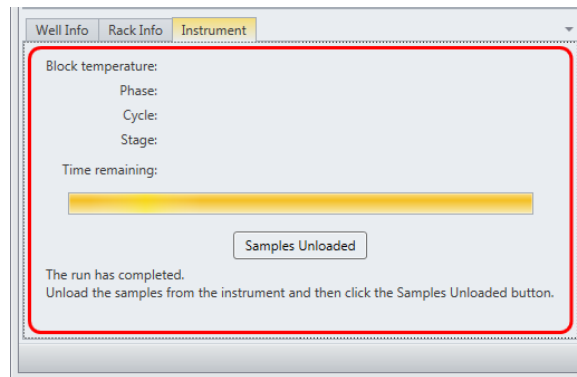 Well Info Rack Info Instrument
Block temperature:
Phase:
Cycle:
Stage:
Time remaining:
Samples Unloaded
The run has completed.
Unload the samples from the instrument and then click the Samples Unloaded button.